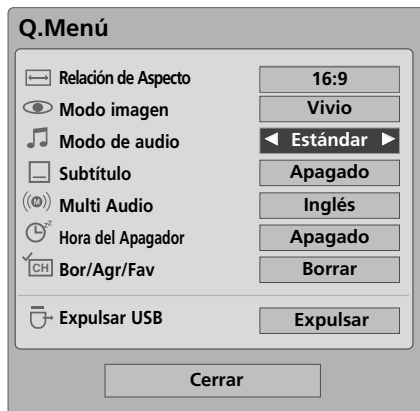 Q.Menú
Relación de Aspecto 16:9
Modo imagen Vivio
Modo de audio ◀ Estándar ▶
Subtítulo Apagado
Multi Audio Inglés
Hora del Apagador Apagado
CH Bor/Agr/Fav Borrar
Expulsar USB Expulsar
Cerrar